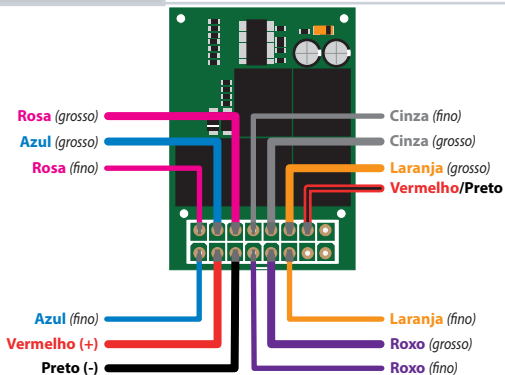 Rosa (grosso)
Azul (grosso)
Rosa (fino)
Cinza (fino)
Cinza (grosso)
Laranja (grosso)
Vermelho/Preto
Azul (fino)
Vermelho (+)
Preto (-)
Laranja (fino)
Roxo (grosso)
Roxo (fino)